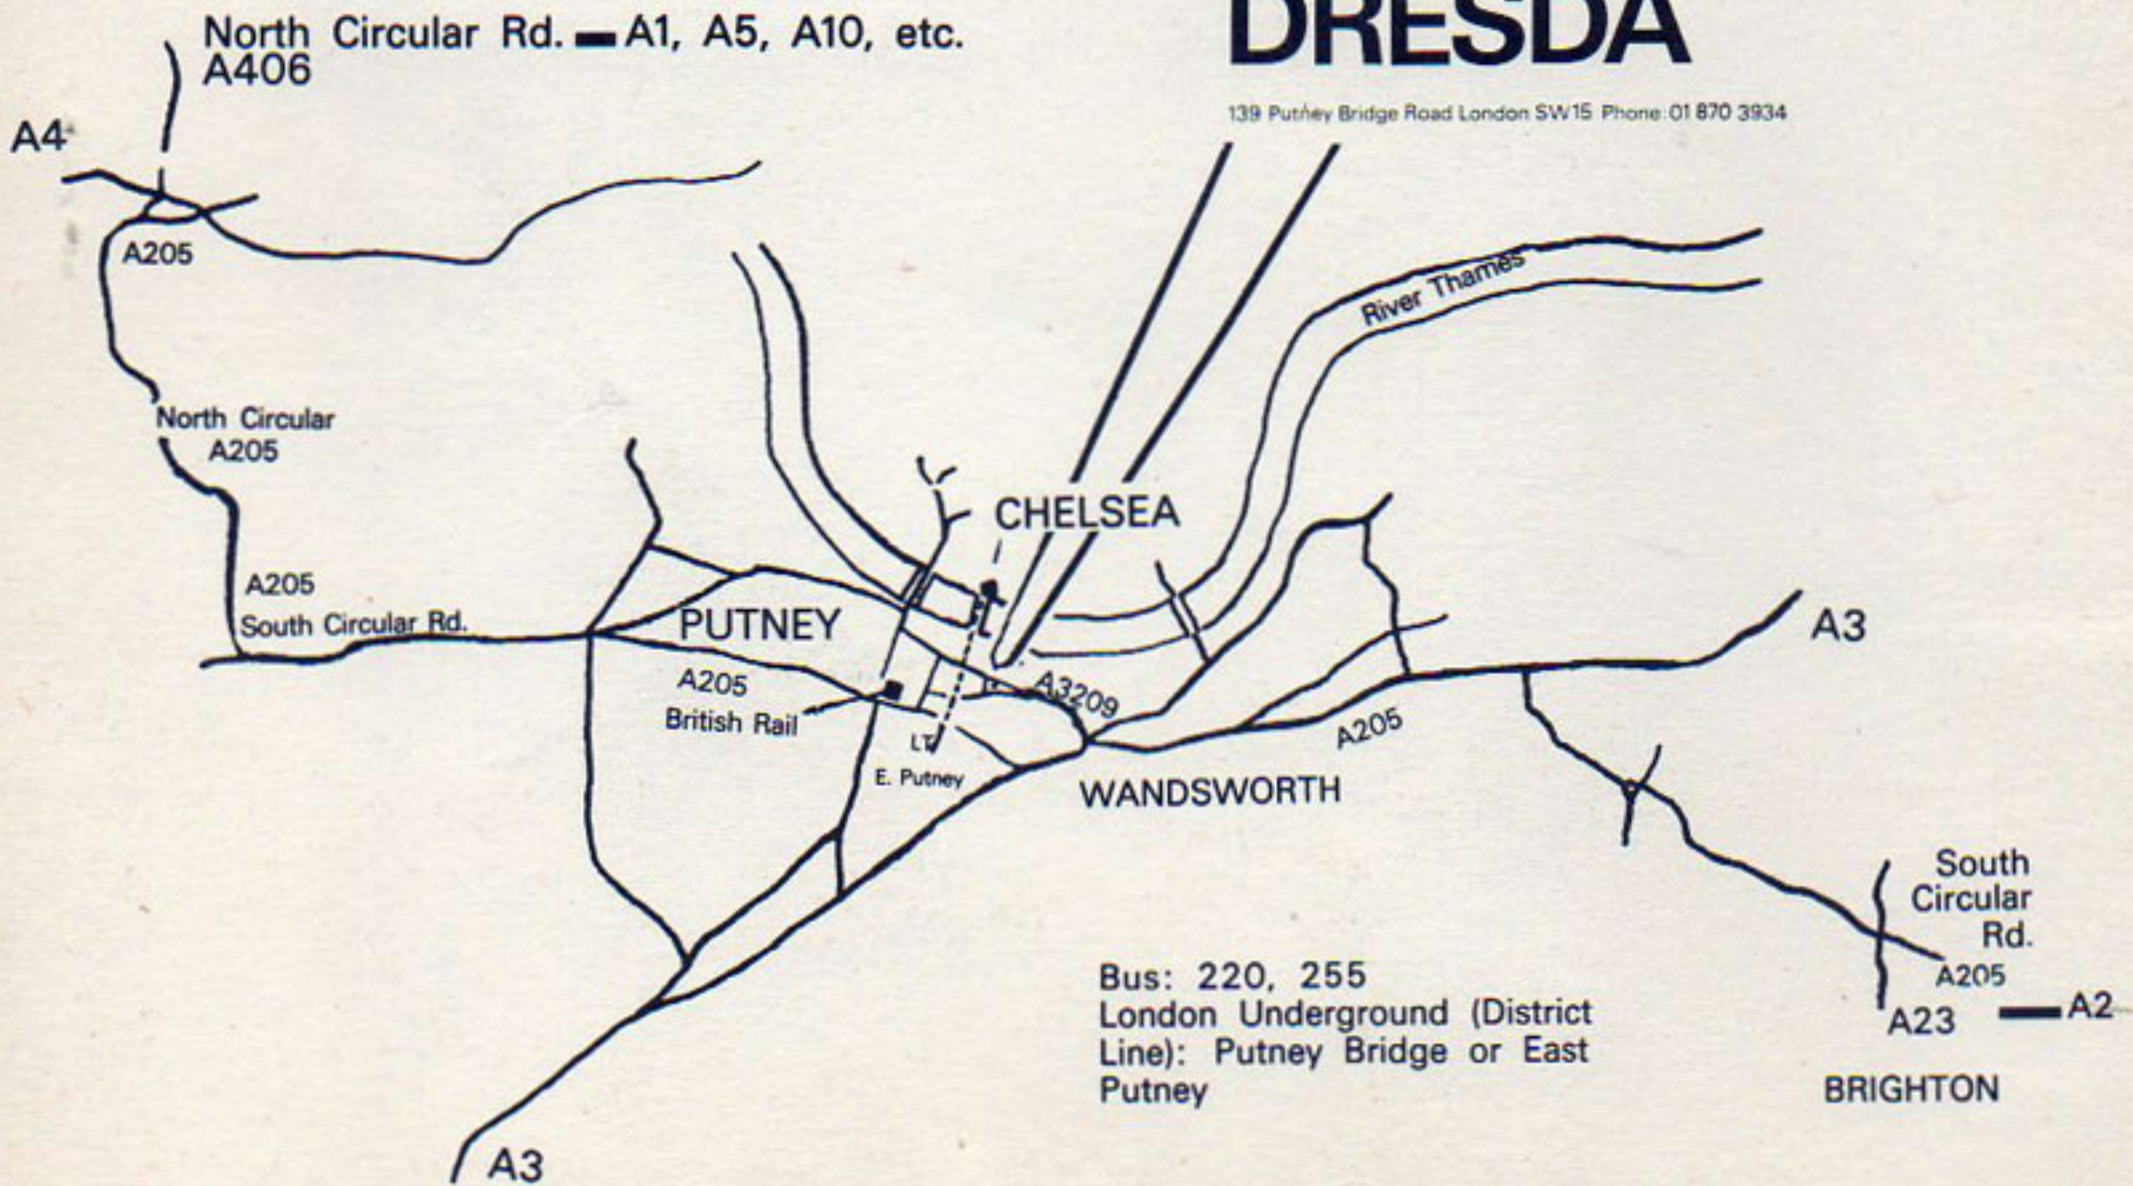 North Circular Rd. ▬ A1, A5, A10, etc.
A406
DRESDA
139 Putney Bridge Road London SW15 Phone: 01 870 3934
A4
A205
River Thames
North Circular
A205
CHELSEA
A205
South Circular Rd.
PUTNEY
A3
A205
British Rail
A3209
A205
LT
E. Putney
WANDSWORTH
South
Circular
Rd.
A205
A23 ▬ A2
BRIGHTON
Bus: 220, 255
London Underground (District
Line): Putney Bridge or East
Putney
A3